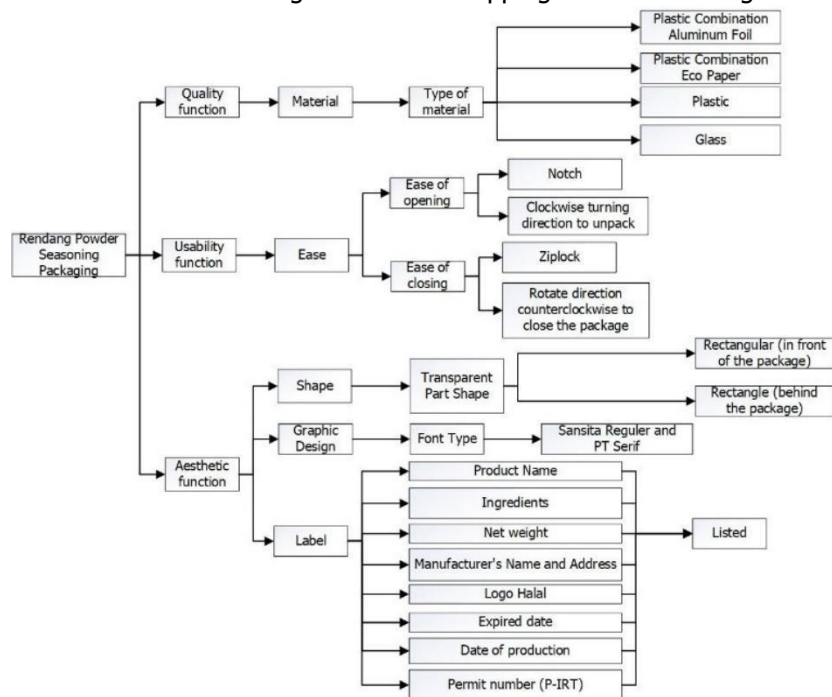 Plastic Combination
Aluminum Foil
Plastic Combination
Eco Paper
Plastic
Glass
Quality
function
Material
Type of
material
Notch
Ease of
opening
Clockwise turning
direction to unpack
Rendang Powder
Seasoning
Packaging
Usability
function
Ease
Ziplock
Ease of
closing
Rotate direction
counterclockwise to
close the package
Rectangular (in front
of the package)
Shape
Transparent
Part Shape
Rectangle (behind
the package)
Graphic
Design
Font Type
Sansita Reguler and
PT Serif
Aesthetic
function
Product Name
Ingredients
Label
Net weight
Listed
Manufacturer's Name and Address
Logo Halal
Expired date
Date of production
Permit number (P-IRT)